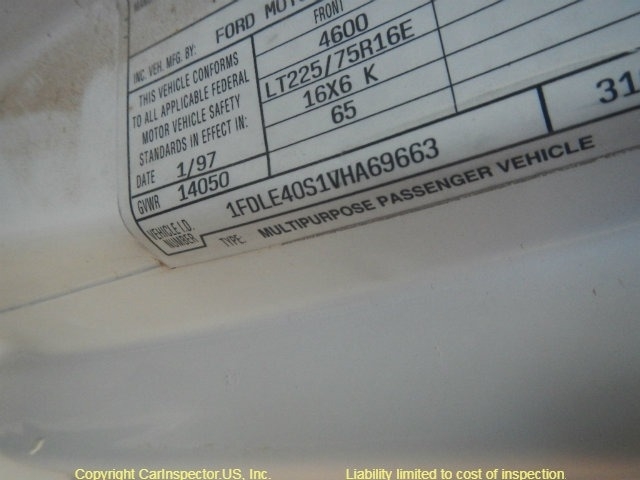 INC. VEH. MFG. BY:
FORD
FRONT
THIS VEHICLE CONFORMS
TO ALL APPLICABLE FEDERAL
MOTOR VEHICLE SAFETY
STANDARDS IN EFFECT IN:
4600
LT225/75R16E
16X6 K
65
DATE 1/97
GVWR 14050
VEHICLE I.D.
NUMBER
1FDLE40S1VHA69663
TYPE: MULTIPURPOSE PASSENGER VEHICLE
Copyright CarInspector.US, Inc.
Liability limited to cost of inspection